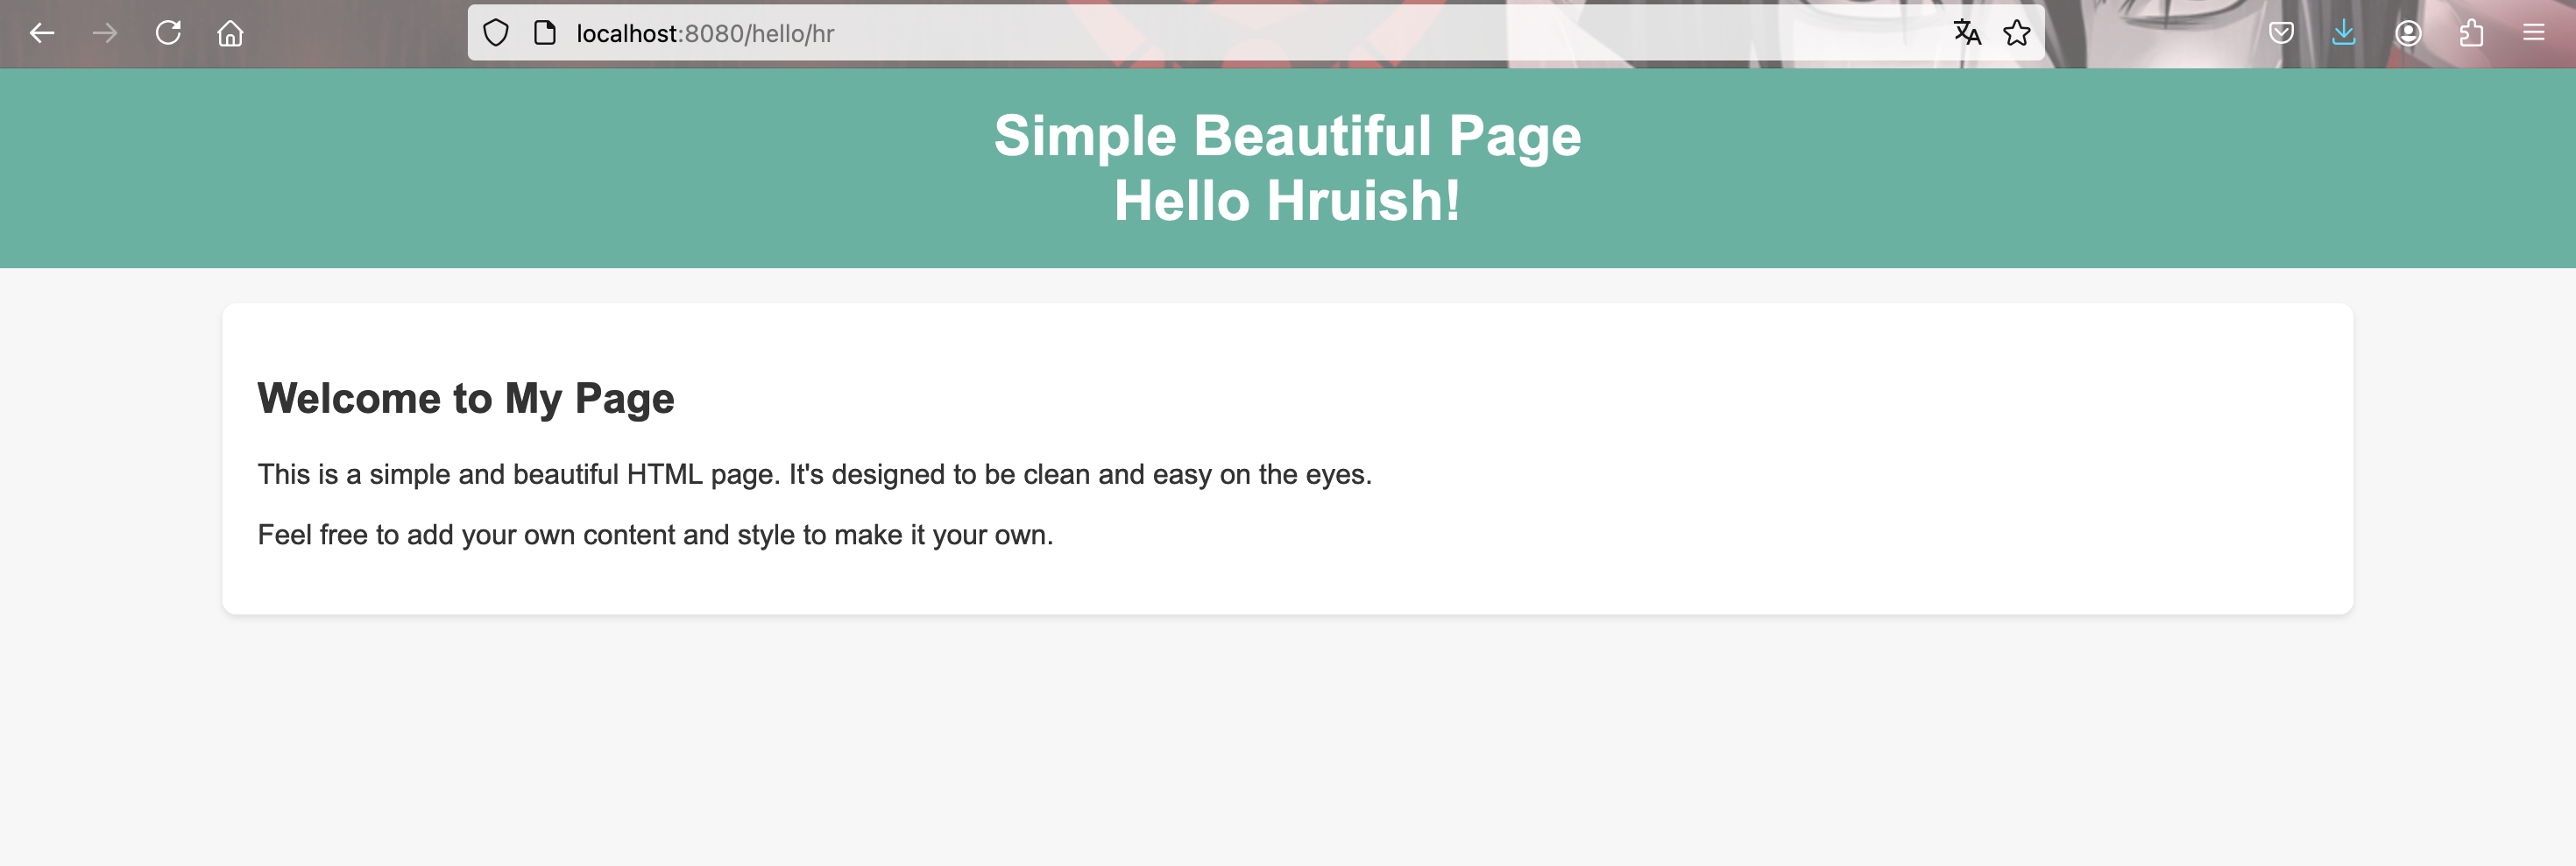 localhost:8080/hello/hr
Simple Beautiful Page
Hello Hruish!
Welcome to My Page
This is a simple and beautiful HTML page. It's designed to be clean and easy on the eyes.
Feel free to add your own content and style to make it your own.